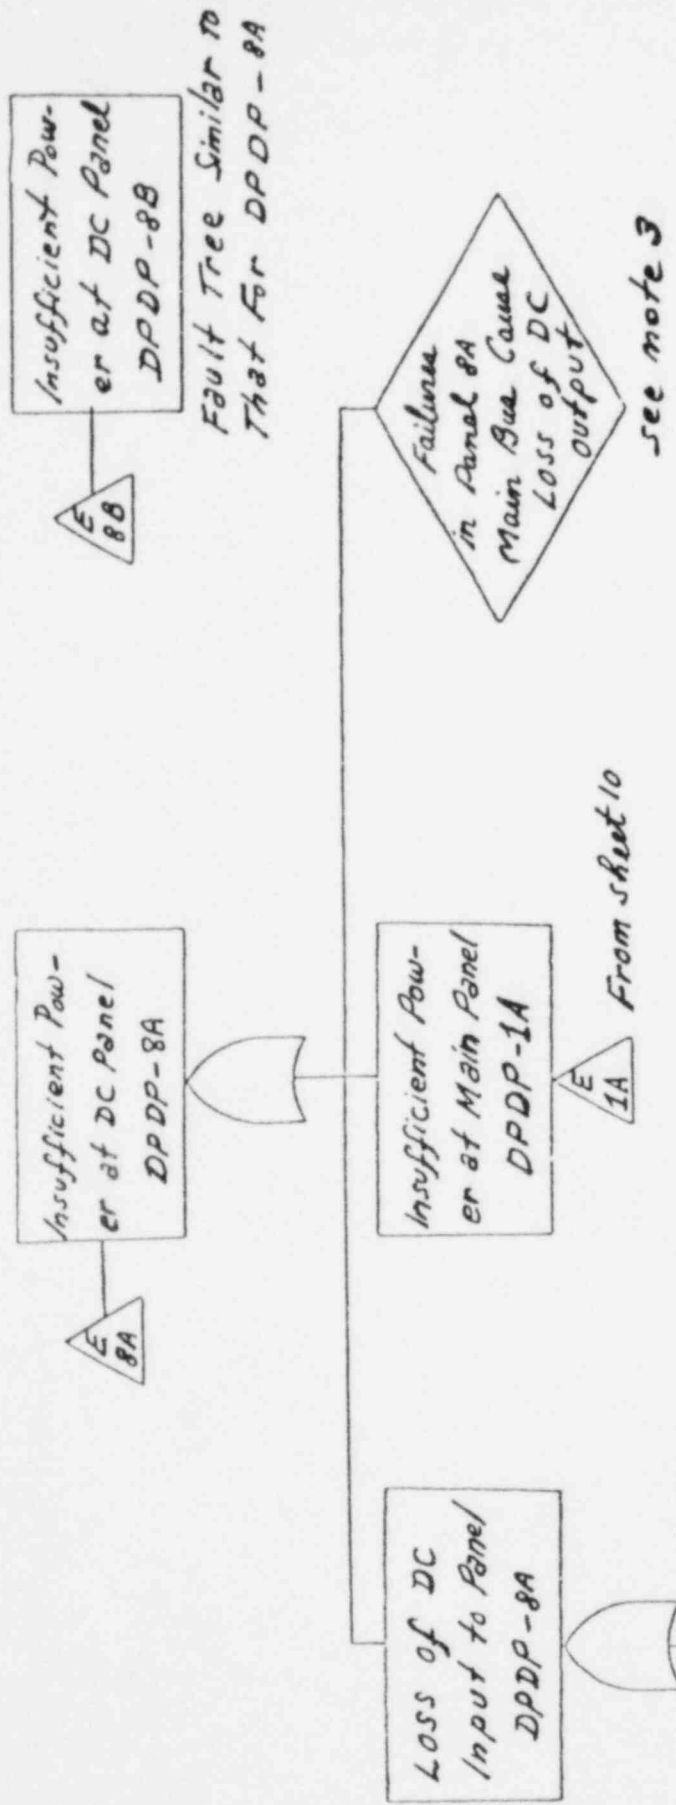 E
8A
Insufficient Pow-
er at DC Panel
DPDP-8A
E
8B
Insufficient Pow-
er at DC Panel
DPDP-8B
Fault Tree Similar to
That For DPDP-8A
Loss of DC
Input to Panel
DPDP-8A
Insufficient Pow-
er at Main Panel
DPDP-1A
E
1A
From sheet 10
Failures
in Panel 8A
Main Bus Cause
Loss of DC
output
see note 3